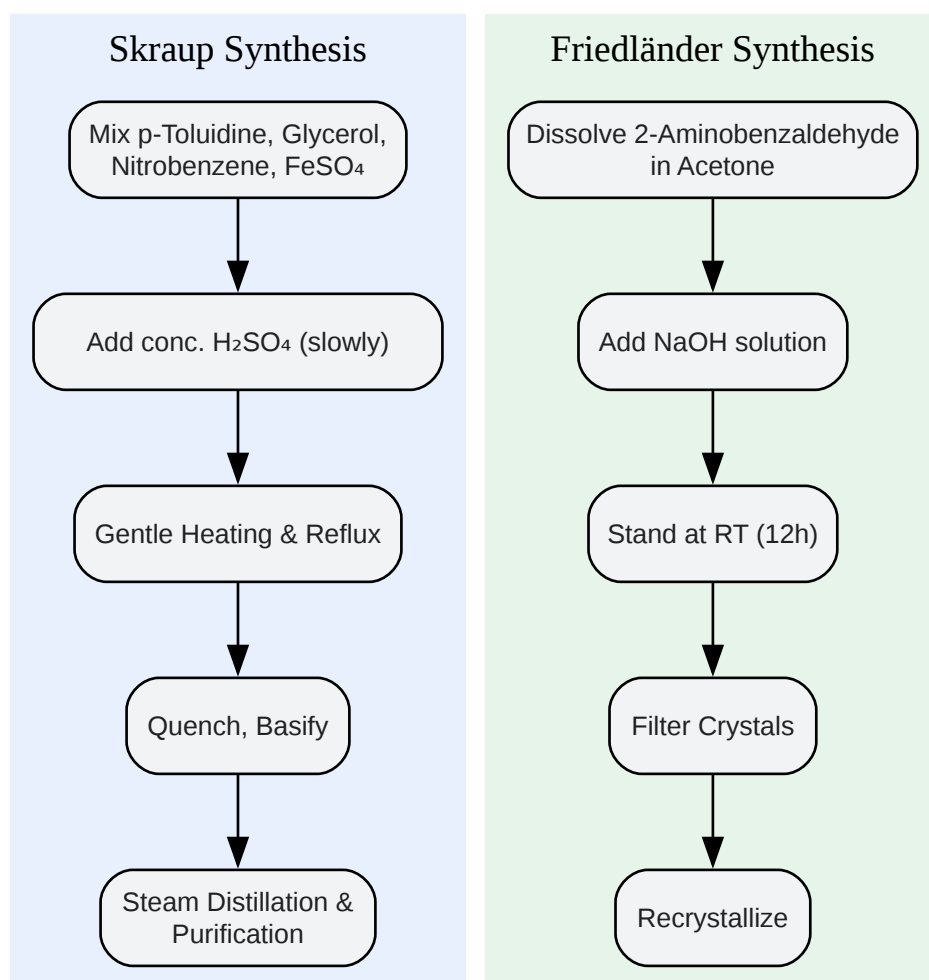 Skraup Synthesis
Mix p-Toluidine, Glycerol,
Nitrobenzene, FeSO₄
Add conc. H₂SO₄ (slowly)
Gentle Heating & Reflux
Quench, Basify
Steam Distillation &
Purification
Friedländer Synthesis
Dissolve 2-Aminobenzaldehyde
in Acetone
Add NaOH solution
Stand at RT (12h)
Filter Crystals
Recrystallize